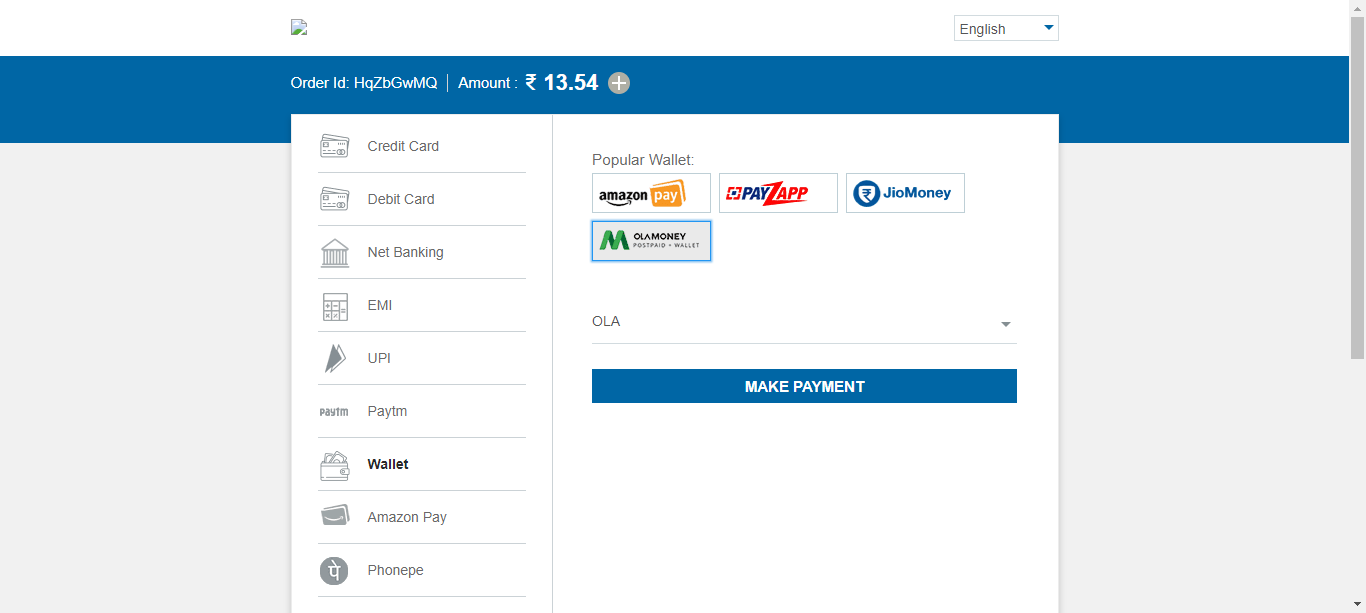 English
Order Id: HqZbGwMQ Amount : ₹ 13.54
Credit Card
Debit Card
Net Banking
EMI
UPI
Paytm
Paytm
Wallet
Amazon Pay
पे
Phonepe
Popular Wallet:
amazon pay
PAYZAPP
₹ JioMoney
OLAMONEY
POSTPAID + WALLET
OLA
MAKE PAYMENT